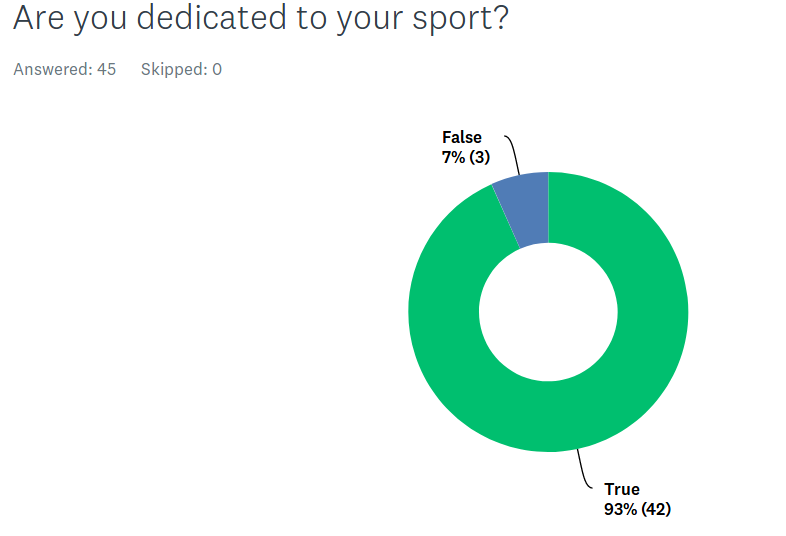 Are you dedicated to your sport?
Answered: 45 Skipped: 0
False
7% (3)
True
93% (42)